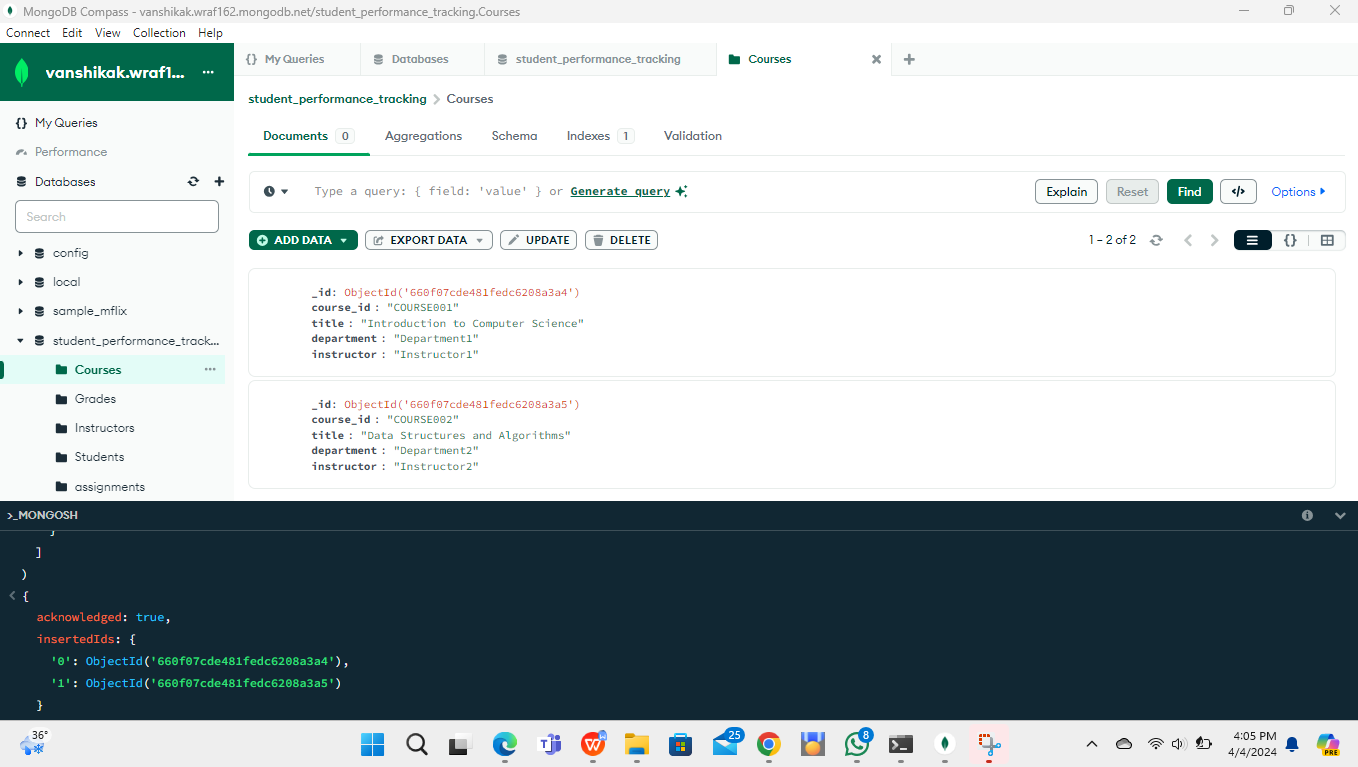 MongoDB Compass - vanshikak.wraf162.mongodb.net/student_performance_tracking.Courses
Connect Edit View Collection Help
vanshikak.wraf1... ...
{} My Queries
Databases
student_performance_tracking
Courses
My Queries
Performance
Databases
Search
config
local
sample_mflix
student_performance_track...
Courses ...
Grades
Instructors
Students
assignments
student_performance_tracking > Courses
Documents 0 Aggregations Schema Indexes 1 Validation
Type a query: { field: 'value' } or Generate query
Explain Reset Find </> Options
ADD DATA EXPORT DATA UPDATE DELETE
1 – 2 of 2
{}
_id: ObjectId('660f07cde481fedc6208a3a4')
course_id : "COURSE001"
title : "Introduction to Computer Science"
department : "Department1"
instructor : "Instructor1"
_id: ObjectId('660f07cde481fedc6208a3a5')
course_id : "COURSE002"
title : "Data Structures and Algorithms"
department : "Department2"
instructor : "Instructor2"
>_MONGOSH
}
]
)
< {
acknowledged: true,
insertedIds: {
'0': ObjectId('660f07cde481fedc6208a3a4'),
'1': ObjectId('660f07cde481fedc6208a3a5')
}
36°
25
8
4:05 PM
4/4/2024
PRE